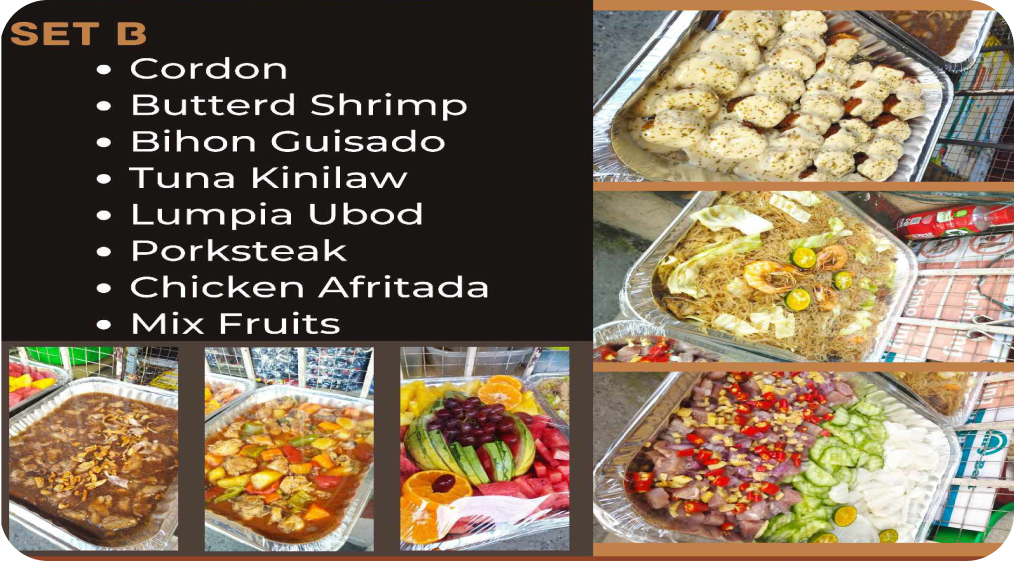 SET B
• Cordon
• Butterd Shrimp
• Bihon Guisado
• Tuna Kinilaw
• Lumpia Ubod
• Porksteak
• Chicken Afritada
• Mix Fruits